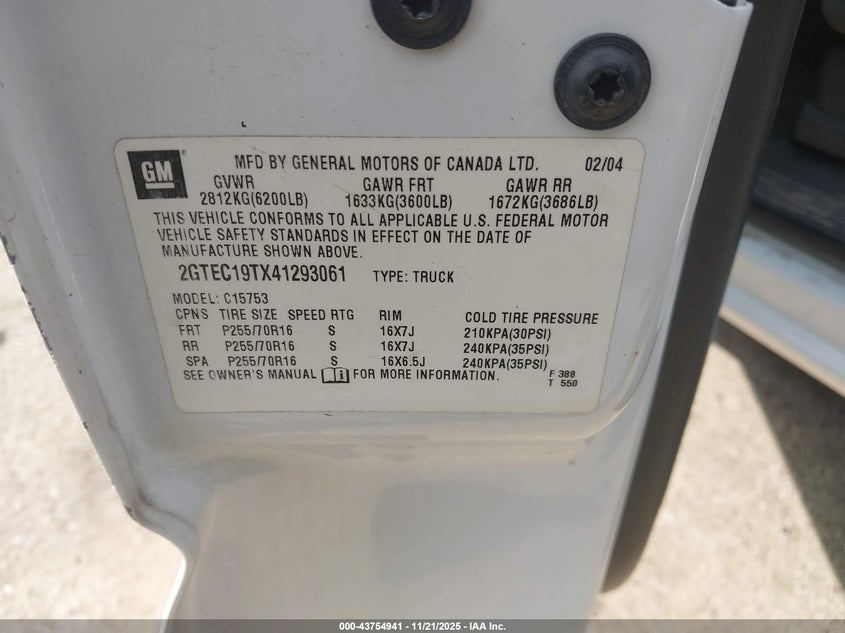 GM MFD BY GENERAL MOTORS OF CANADA LTD. 02/04
GVWR GAWR FRT GAWR RR
2812KG(6200LB) 1633KG(3600LB) 1672KG(3686LB)
THIS VEHICLE CONFORMS TO ALL APPLICABLE U.S. FEDERAL MOTOR
VEHICLE SAFETY STANDARDS IN EFFECT ON THE DATE OF
MANUFACTURE SHOWN ABOVE.
2GTEC19TX41293061 TYPE: TRUCK
MODEL: C15753
CPNS TIRE SIZE SPEED RTG RIM COLD TIRE PRESSURE
FRT P255/70R16 S 16X7J 210KPA(30PSI)
RR P255/70R16 S 16X7J 240KPA(35PSI)
SPA P255/70R16 S 16X6.5J 240KPA(35PSI)
SEE OWNER'S MANUAL FOR MORE INFORMATION. F 388
T 550
000-43754941 | 11/21/2025 - IAA Inc.